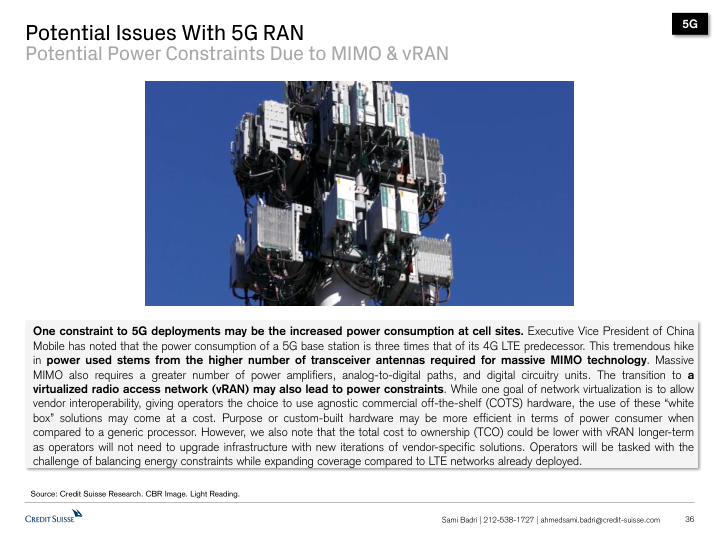 Potential Issues With 5G RAN
5G
Potential Power Constraints Due to MIMO & vRAN
One constraint to 5G deployments may be the increased power consumption at cell sites. Executive Vice President of China
Mobile has noted that the power consumption of a 5G base station is three times that of its 4G LTE predecessor. This tremendous hike
in power used stems from the higher number of transceiver antennas required for massive MIMO technology. Massive
MIMO also requires a greater number of power amplifiers, analog-to-digital paths, and digital circuitry units. The transition to a
virtualized radio access network (vRAN) may also lead to power constraints. While one goal of network virtualization is to allow
vendor interoperability, giving operators the choice to use agnostic commercial off-the-shelf (COTS) hardware, the use of these “white
box” solutions may come at a cost. Purpose or custom-built hardware may be more efficient in terms of power consumer when
compared to a generic processor. However, we also note that the total cost to ownership (TCO) could be lower with vRAN longer-term
as operators will not need to upgrade infrastructure with new iterations of vendor-specific solutions. Operators will be tasked with the
challenge of balancing energy constraints while expanding coverage compared to LTE networks already deployed.
Source: Credit Suisse Research. CBR Image. Light Reading.
CREDIT SUISSE
Sami Badri | 212-538-1727 | ahmedsami.badri@credit-suisse.com
36